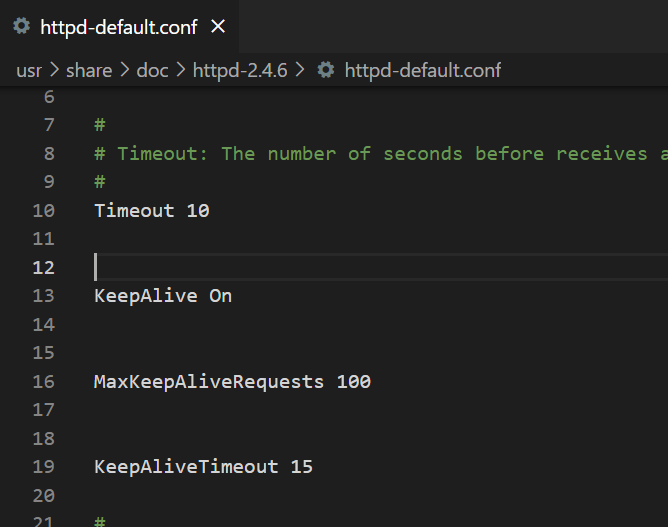 httpd-default.conf
usr > share > doc > httpd-2.4.6 > httpd-default.conf
6
7 #
8 # Timeout: The number of seconds before receives a
9 #
10 Timeout 10
11
12
13 KeepAlive On
14
15
16 MaxKeepAliveRequests 100
17
18
19 KeepAliveTimeout 15
20
21 #